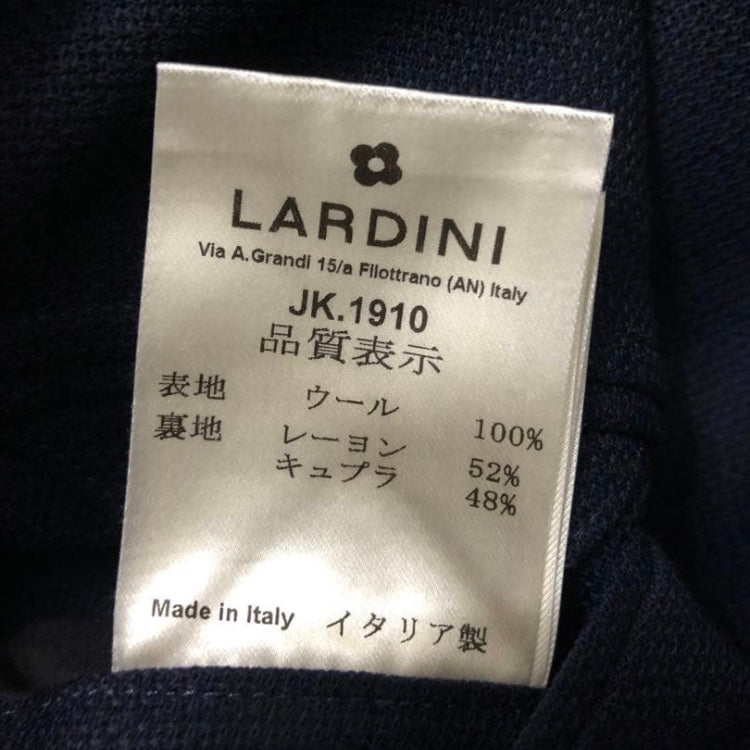 LARDINI
Via A.Grandi 15/a Filottrano (AN) Italy
JK.1910
品質表示
表地 ウール 100%
裏地 レーヨン 52%
キュプラ 48%
Made in Italy イタリア製